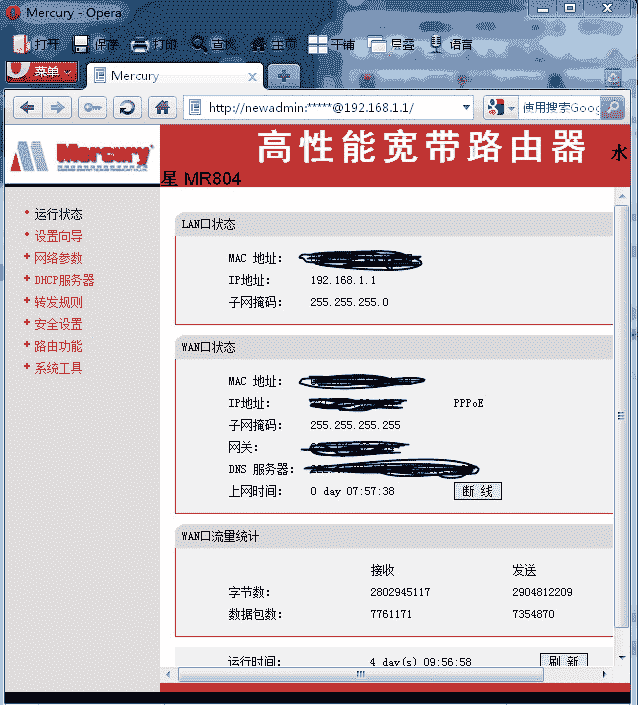 Mercury - Opera
打开 保存 打印 查找 主页 平铺 层叠 语音
菜单 Mercury
http://newadmin:*****@192.168.1.1/ 使用搜索Goog
Mercury 高性能宽带路由器 水
星 MR804
运行状态
设置向导
网络参数
DHCP服务器
转发规则
安全设置
路由功能
系统工具
LAN口状态
MAC 地址:
IP地址: 192.168.1.1
子网掩码: 255.255.255.0
WAN口状态
MAC 地址:
IP地址: PPPoE
子网掩码: 255.255.255.255
网关:
DNS 服务器:
上网时间: 0 day 07:57:38 断 线
WAN口流量统计
接收 发送
字节数: 2802945117 2904812209
数据包数: 7761171 7354870
运行时间: 4 day(s) 09:56:58 刷 新